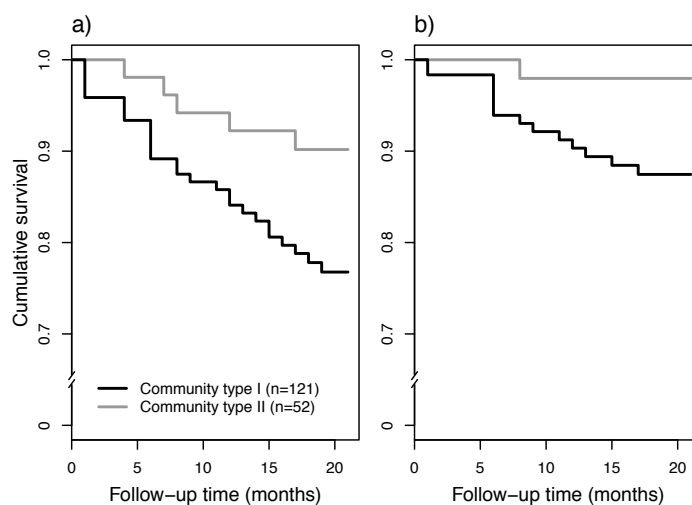 a)
b)
Cumulative survival
1.0
0.9
0.8
0.7
0
1.0
0.9
0.8
0.7
0
Community type I (n=121)
Community type II (n=52)
0 5 10 15 20
0 5 10 15 20
Follow−up time (months)
Follow−up time (months)